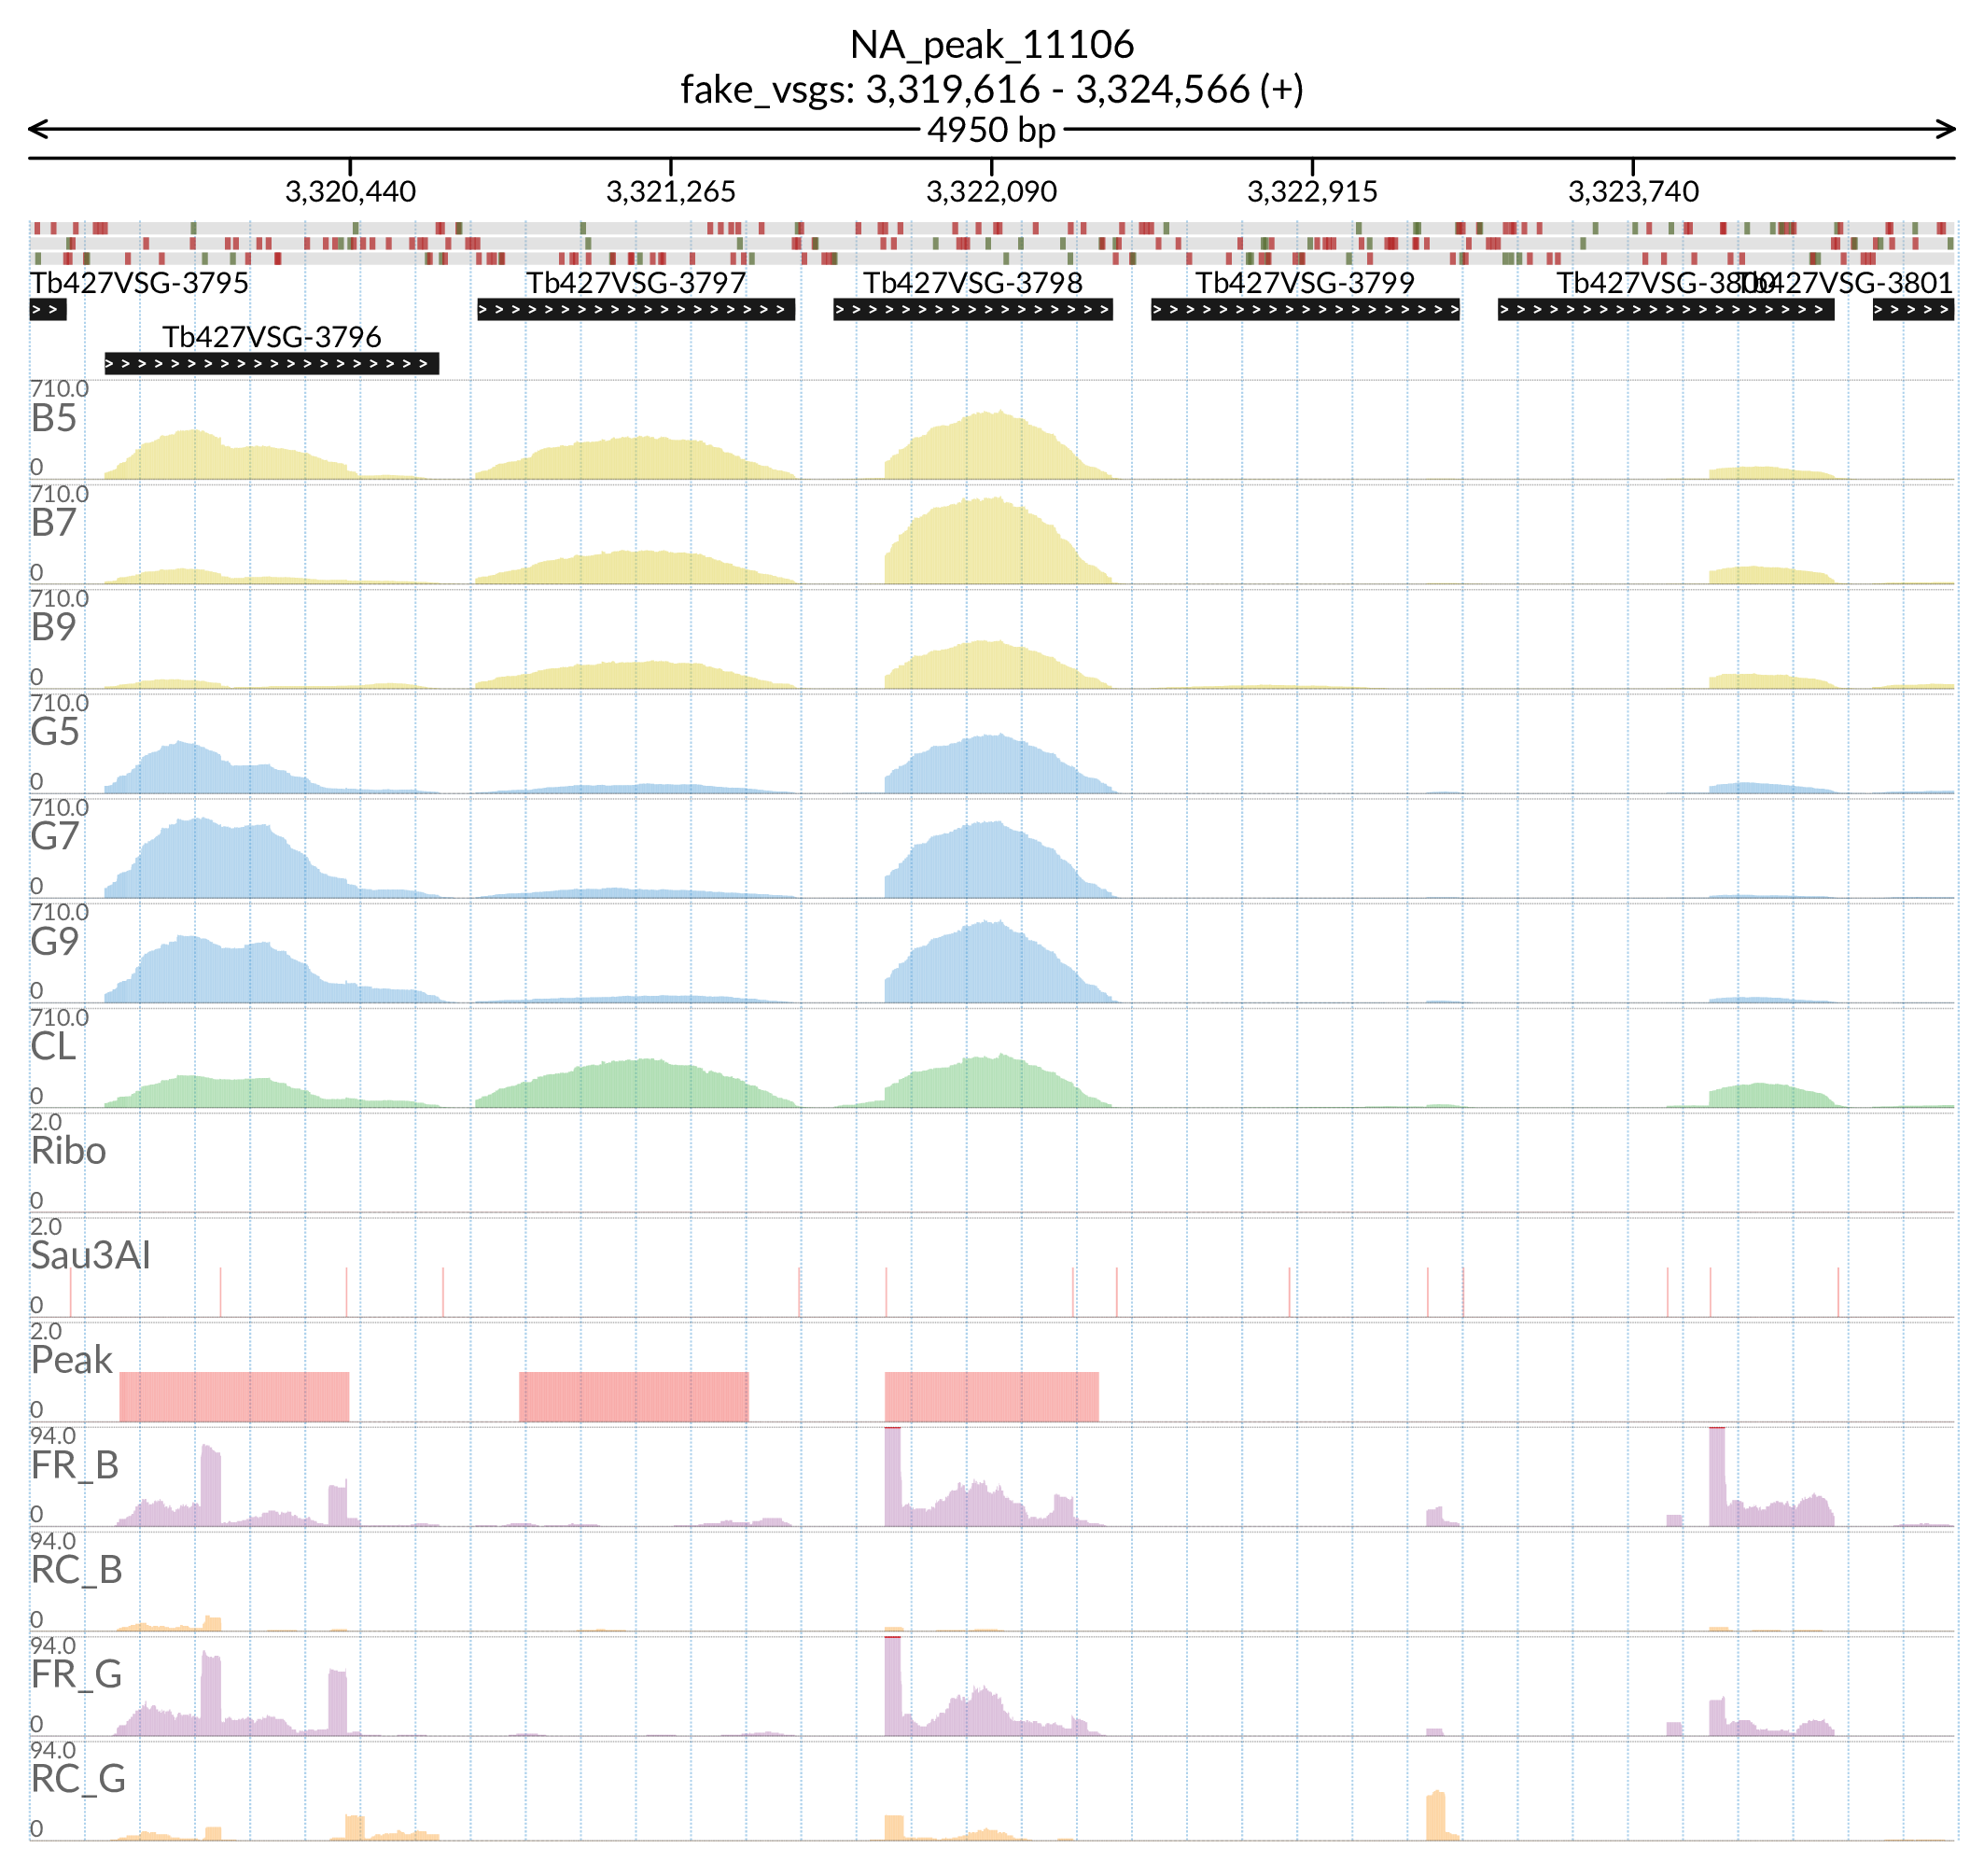 NA_peak_11106
fake_vsgs: 3,319,616 - 3,324,566 (+)
4950 bp
3,320,440 3,321,265 3,322,090 3,322,915 3,323,740
Tb427VSG-3795 Tb427VSG-3797 Tb427VSG-3798 Tb427VSG-3799 Tb427VSG-3800 Tb427VSG-3801
Tb427VSG-3796
710.0
B5
0
710.0
B7
0
710.0
B9
0
710.0
G5
0
710.0
G7
0
710.0
G9
0
710.0
CL
0
2.0
Ribo
0
2.0
Sau3AI
0
2.0
Peak
0
94.0
FR_B
0
94.0
RC_B
0
94.0
FR_G
0
94.0
RC_G
0